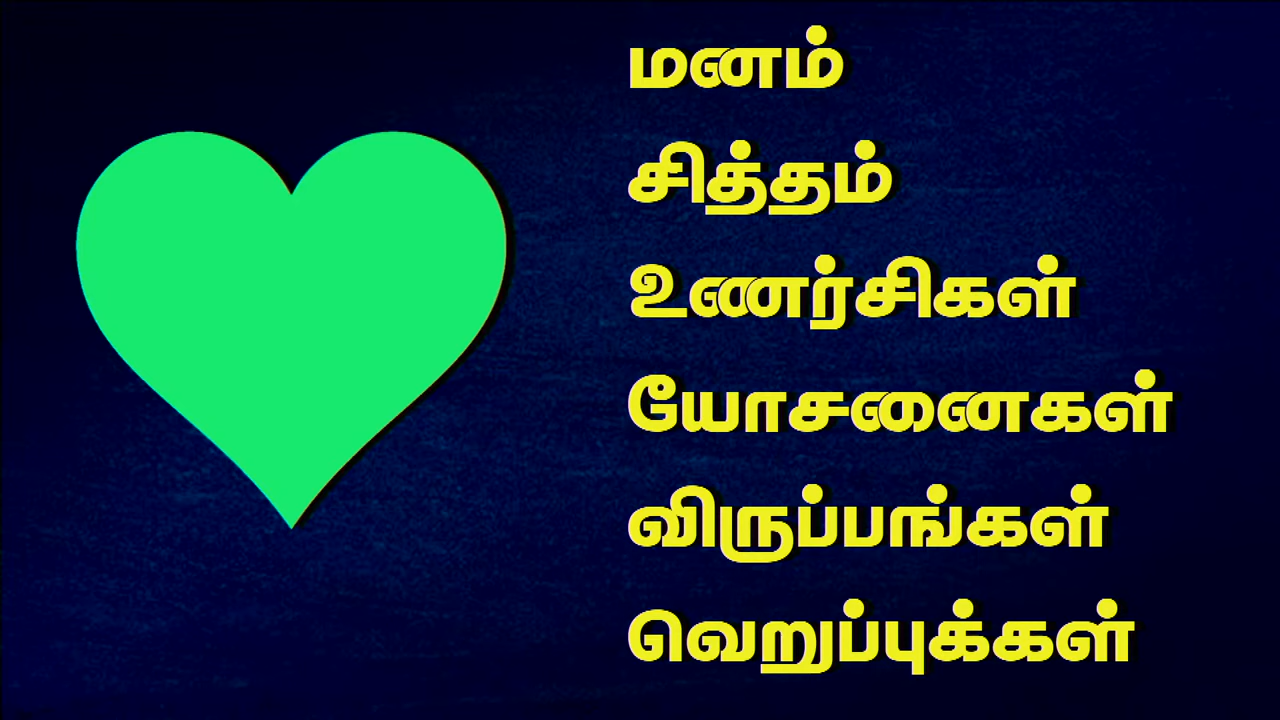 மனம்
சித்தம்
உணர்சிகள்
யோசனைகள்
விருப்பங்கள்
வெறுப்புக்கள்